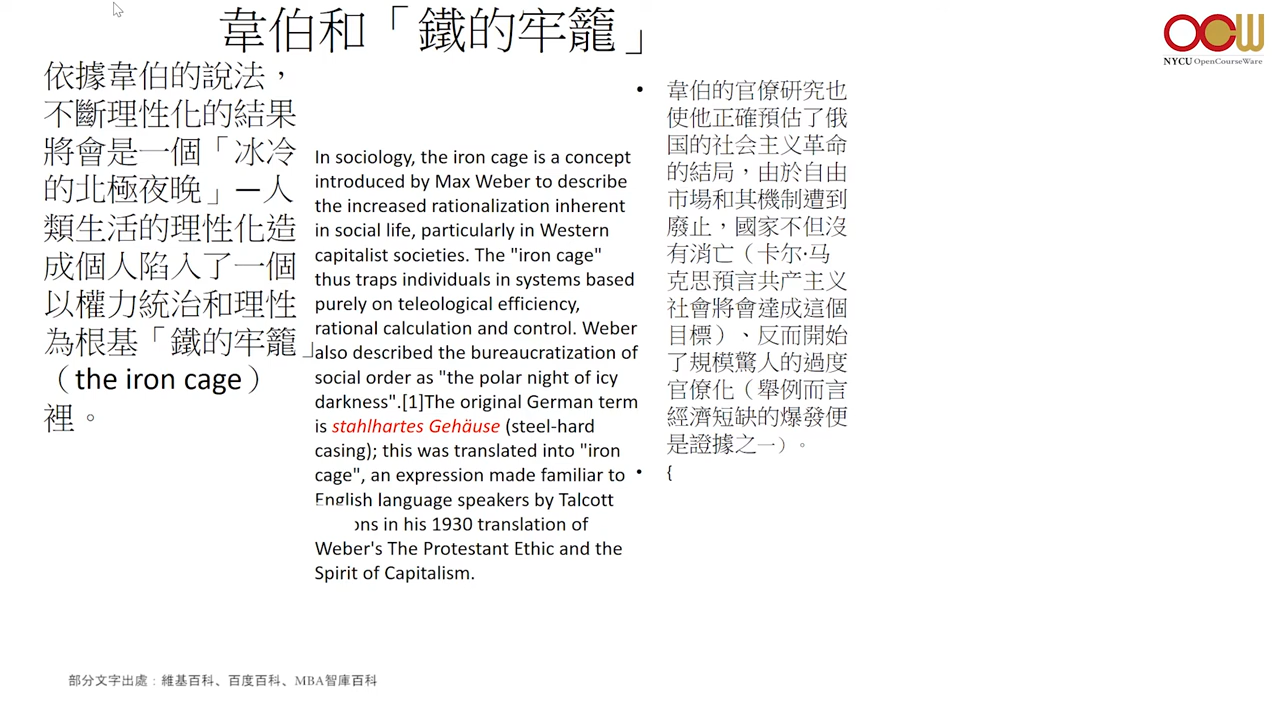 韋伯和「鐵的牢籠」
OCW
NYCU OpenCourseWare
依據韋伯的說法，
不斷理性化的結果
將會是一個「冰冷
的北極夜晚」—人
類生活的理性化造
成個人陷入了一個
以權力統治和理性
為根基「鐵的牢籠」
（the iron cage）
裡。
In sociology, the iron cage is a concept
introduced by Max Weber to describe
the increased rationalization inherent
in social life, particularly in Western
capitalist societies. The "iron cage"
thus traps individuals in systems based
purely on teleological efficiency,
rational calculation and control. Weber
also described the bureaucratization of
social order as "the polar night of icy
darkness".[1]The original German term
is stahlhartes Gehäuse (steel-hard
casing); this was translated into "iron
cage", an expression made familiar to
English language speakers by Talcott
ons in his 1930 translation of
Weber's The Protestant Ethic and the
Spirit of Capitalism.
• 韋伯的官僚研究也
使他正確預估了俄
国的社会主义革命
的結局，由於自由
市場和其機制遭到
廢止，國家不但沒
有消亡（卡尔·马
克思預言共产主义
社會將會達成這個
目標）、反而開始
了規模驚人的過度
官僚化（舉例而言
經濟短缺的爆發便
是證據之一）。
• {
部分文字出處：維基百科、百度百科、MBA智庫百科